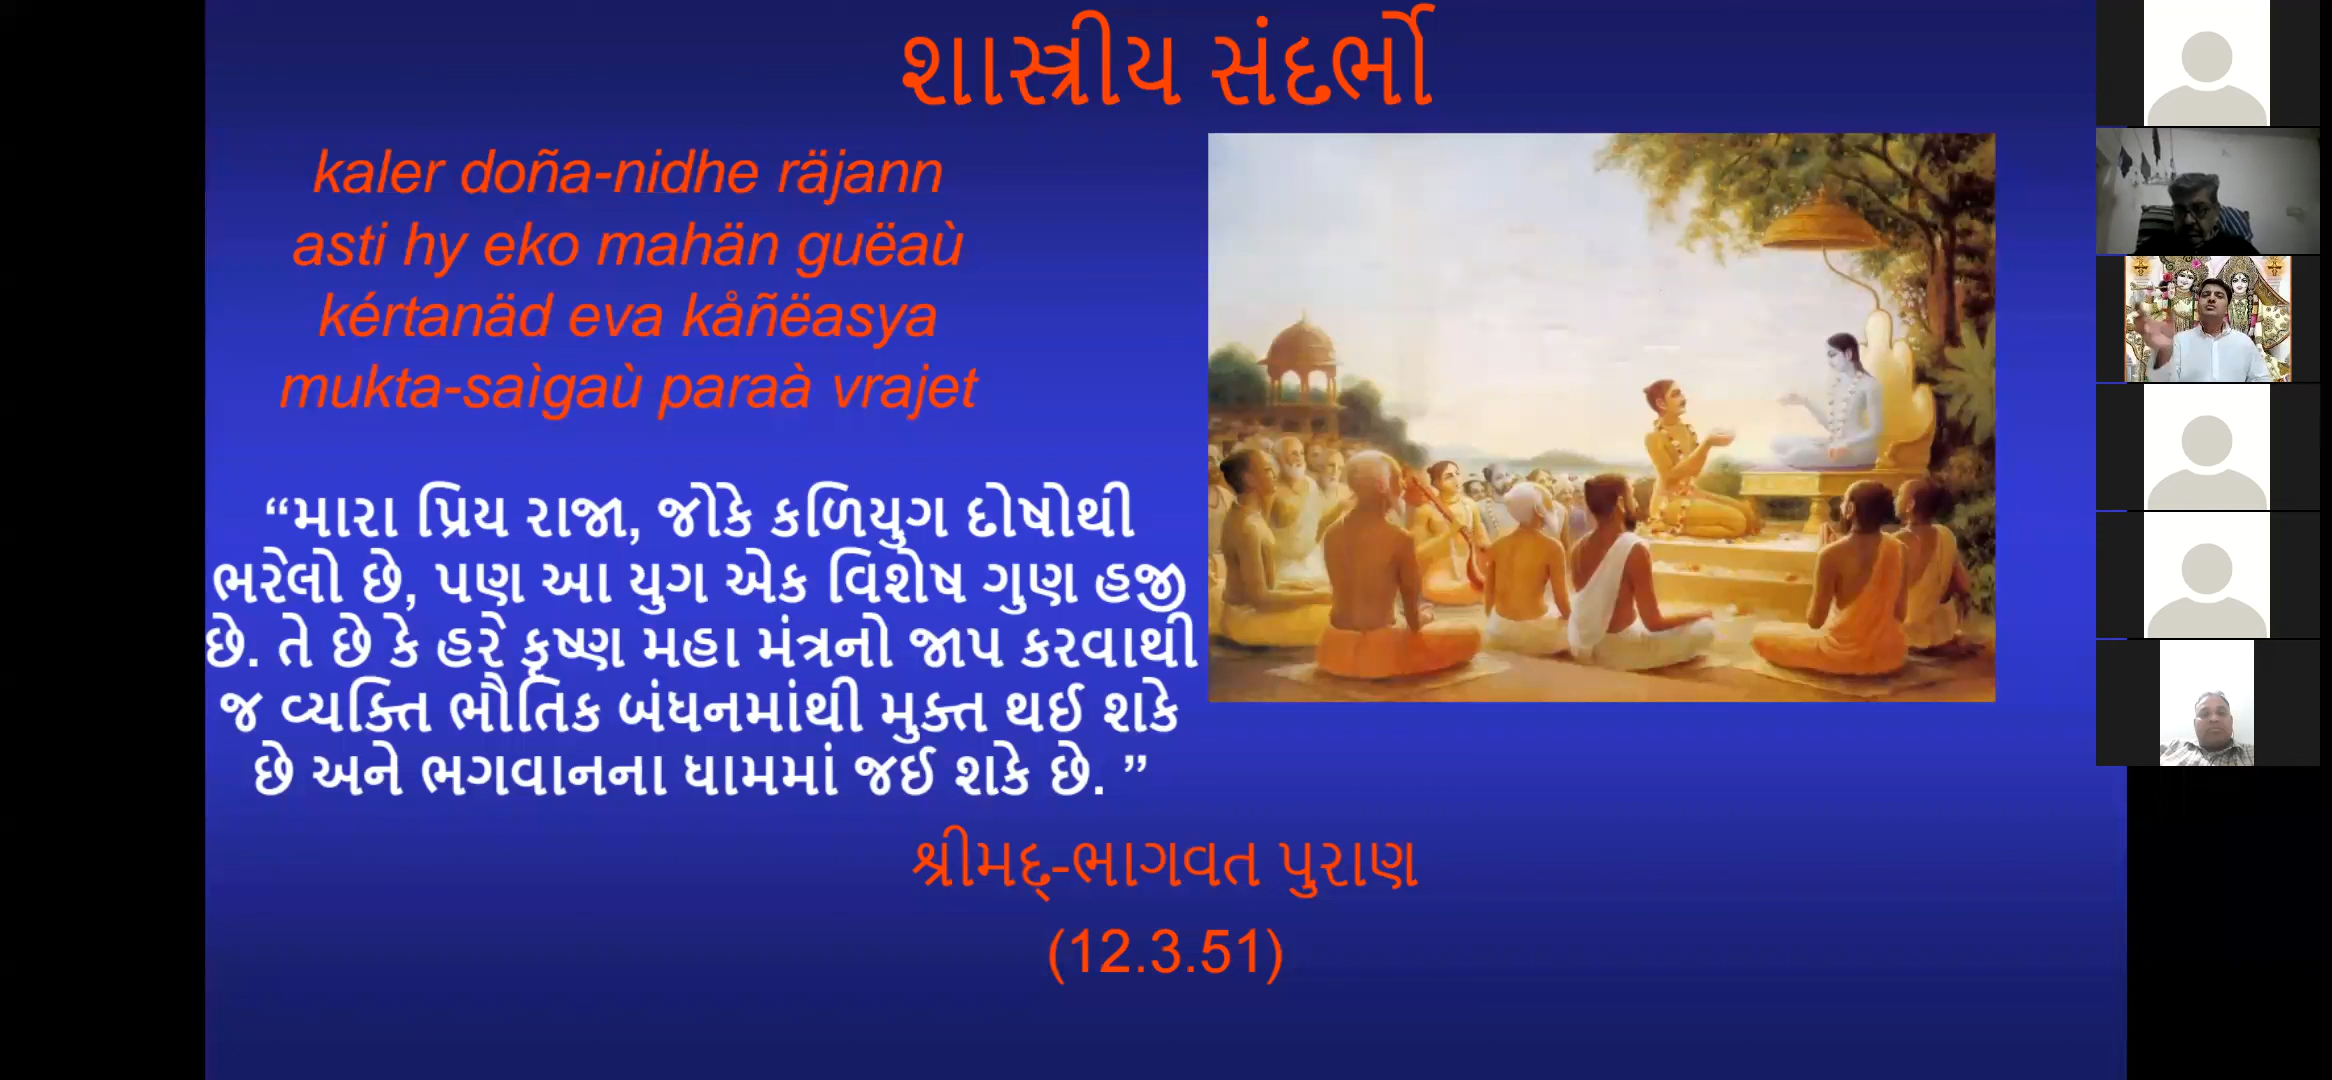 શાસ્ત્રીય સંદર્ભો
kaler doña-nidhe räjann
asti hy eko mahän guëaù
kértanäd eva kåñëasya
mukta-saìgaù paraà vrajet
“મારા પ્રિય રાજા, જોકે કળિયુગ દોષોથી
ભરેલો છે, પણ આ યુગ એક વિશેષ ગુણ હજી
છે. તે છે કે હરે કૃષ્ણ મહા મંત્રનો જાપ કરવાથી
જ વ્યક્તિ ભૌતિક બંધનમાંથી મુક્ત થઈ શકે
છે અને ભગવાનના ધામમાં જઈ શકે છે. ”
શ્રીમદ્-ભાગવત પુરાણ
(12.3.51)